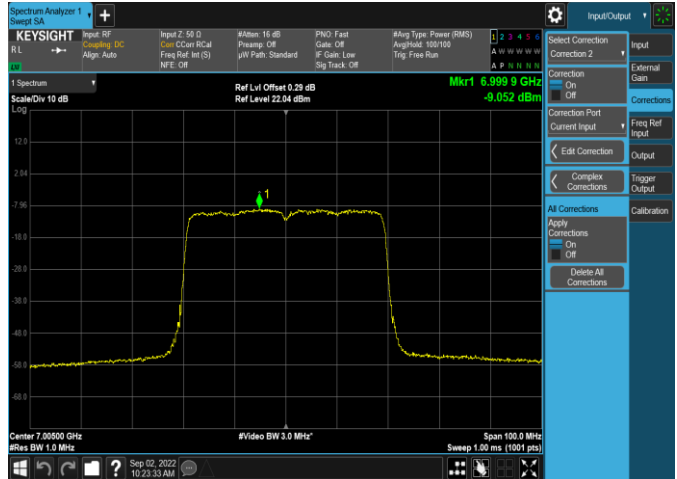 Spectrum Analyzer 1
Swept SA
Input/Output
KEYSIGHT
RL
Input: RF
Coupling: DC
Align: Auto
Input Z: 50 Ω
Corr CCorr RCal
Freq Ref: Int (S)
NFE: Off
#Atten: 16 dB
Preamp: Off
µW Path: Standard
PNO: Fast
Gate: Off
IF Gain: Low
Sig Track: Off
#Avg Type: Power (RMS)
Avg|Hold: 100/100
Trig: Free Run
1 2 3 4 5 6
A W W W W W
A P N N N N
1 Spectrum
Scale/Div 10 dB
Log
Ref Lvl Offset 0.29 dB
Ref Level 22.04 dBm
Mkr1 6.999 9 GHz
-9.052 dBm
12.0
2.04
-7.96
-18.0
-28.0
-38.0
-48.0
-58.0
-68.0
1
Center 7.00500 GHz
#Res BW 1.0 MHz
#Video BW 3.0 MHz*
Span 100.0 MHz
Sweep 1.00 ms (1001 pts)
Sep 02, 2022
10:23:33 AM
Select Correction
Correction 2
Correction
On
Off
Correction Port
Current Input
Edit Correction
Complex
Corrections
All Corrections
Apply
Corrections
On
Off
Delete All
Corrections
Input
External
Gain
Corrections
Freq Ref
Input
Output
Trigger
Output
Calibration